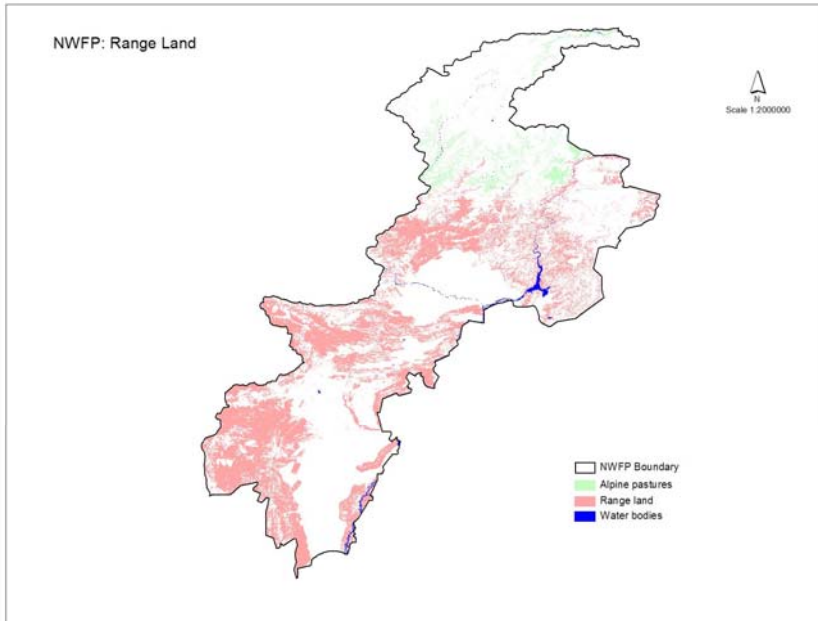 NWFP: Range Land
N
Scale 1:2000000
NWFP Boundary
Alpine pastures
Range land
Water bodies